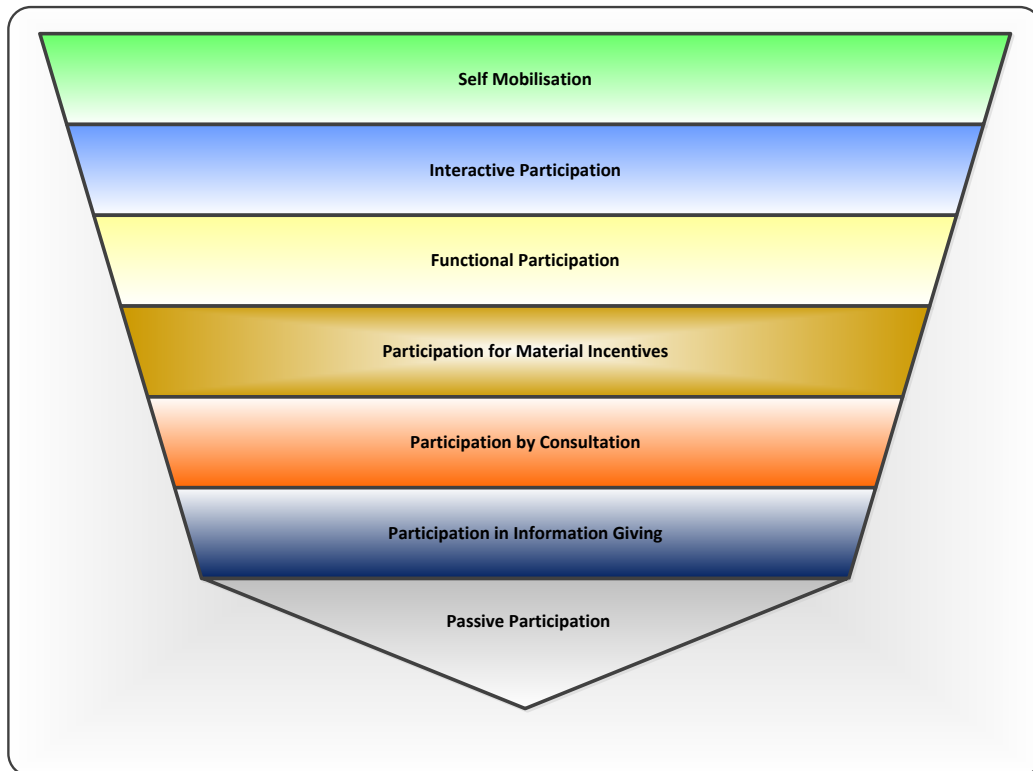 Self Mobilisation
Interactive Participation
Functional Participation
Participation for Material Incentives
Participation by Consultation
Participation in Information Giving
Passive Participation